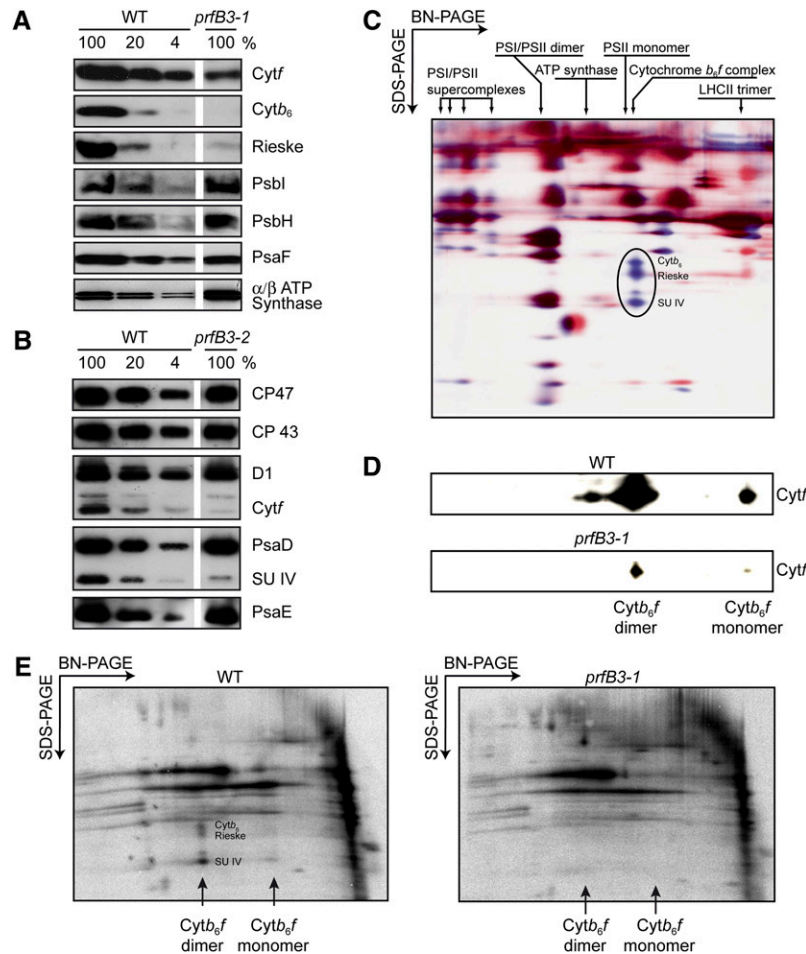 A
WT prfB3-1
100 20 4 100 %
Cytf
Cytb₆
Rieske
PsbI
PsbH
PsaF
α/β ATP
Synthase
B
WT prfB3-2
100 20 4 100 %
CP47
CP 43
D1
Cytf
PsaD
SU IV
PsaE
C
BN-PAGE
SDS-PAGE
PSI/PSII
supercomplexes
PSI/PSII dimer
ATP synthase
PSII monomer
Cytochrome b₆f complex
LHCII trimer
Cytb₆
Rieske
SU IV
D
WT
Cytf
prfB3-1
Cytf
Cytb₆f
dimer
Cytb₆f
monomer
E
BN-PAGE
SDS-PAGE
WT
Cytb₆
Rieske
SU IV
Cytb₆f
dimer
Cytb₆f
monomer
BN-PAGE
SDS-PAGE
prfB3-1
Cytb₆f
dimer
Cytb₆f
monomer